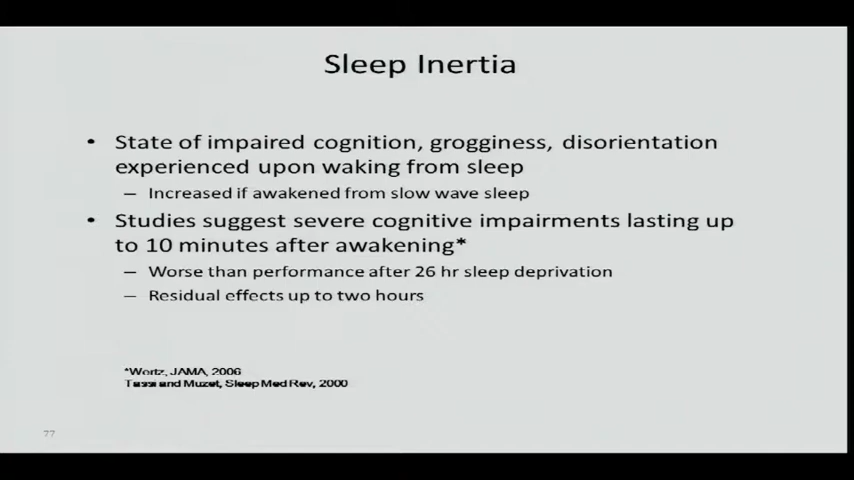 Sleep Inertia
• State of impaired cognition, grogginess, disorientation
experienced upon waking from sleep
– Increased if awakened from slow wave sleep
• Studies suggest severe cognitive impairments lasting up
to 10 minutes after awakening*
– Worse than performance after 26 hr sleep deprivation
– Residual effects up to two hours
*Wertz, JAMA, 2006
and Muzet, Sleep Med Rev, 2000
77